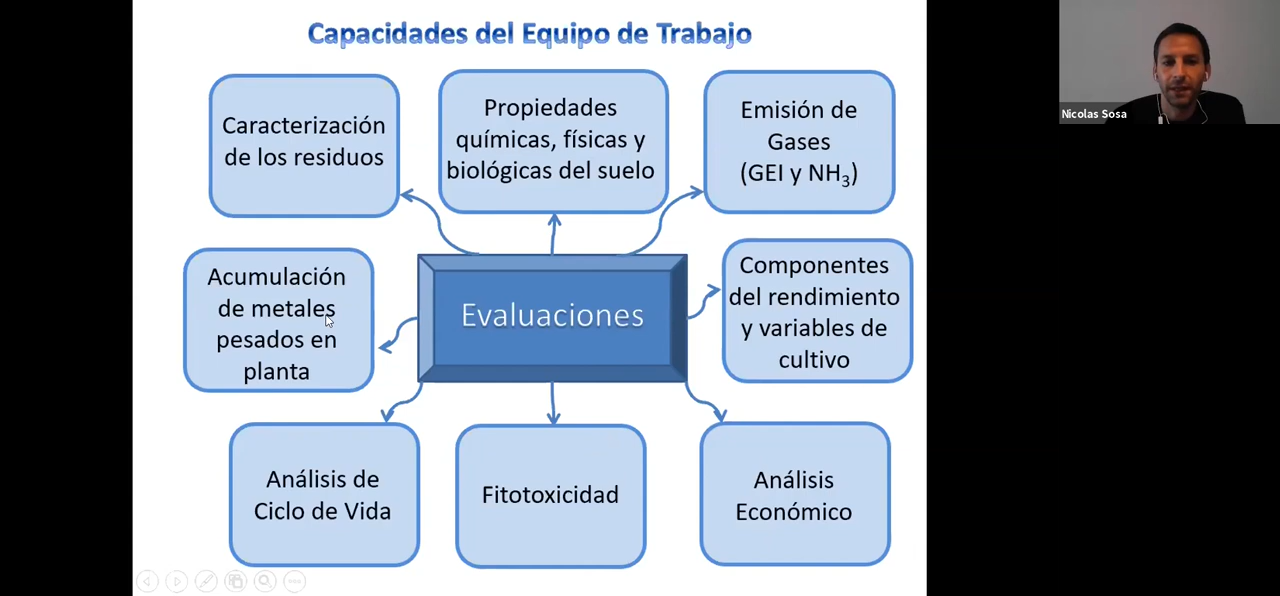 Capacidades del Equipo de Trabajo
Nicolas Sosa
Caracterización
de los residuos
Propiedades
químicas, físicas y
biológicas del suelo
Emisión de
Gases
(GEI y NH₃)
Acumulación
de metales
pesados en
planta
Evaluaciones
Componentes
del rendimiento
y variables de
cultivo
Análisis de
Ciclo de Vida
Fitotoxicidad
Análisis
Económico